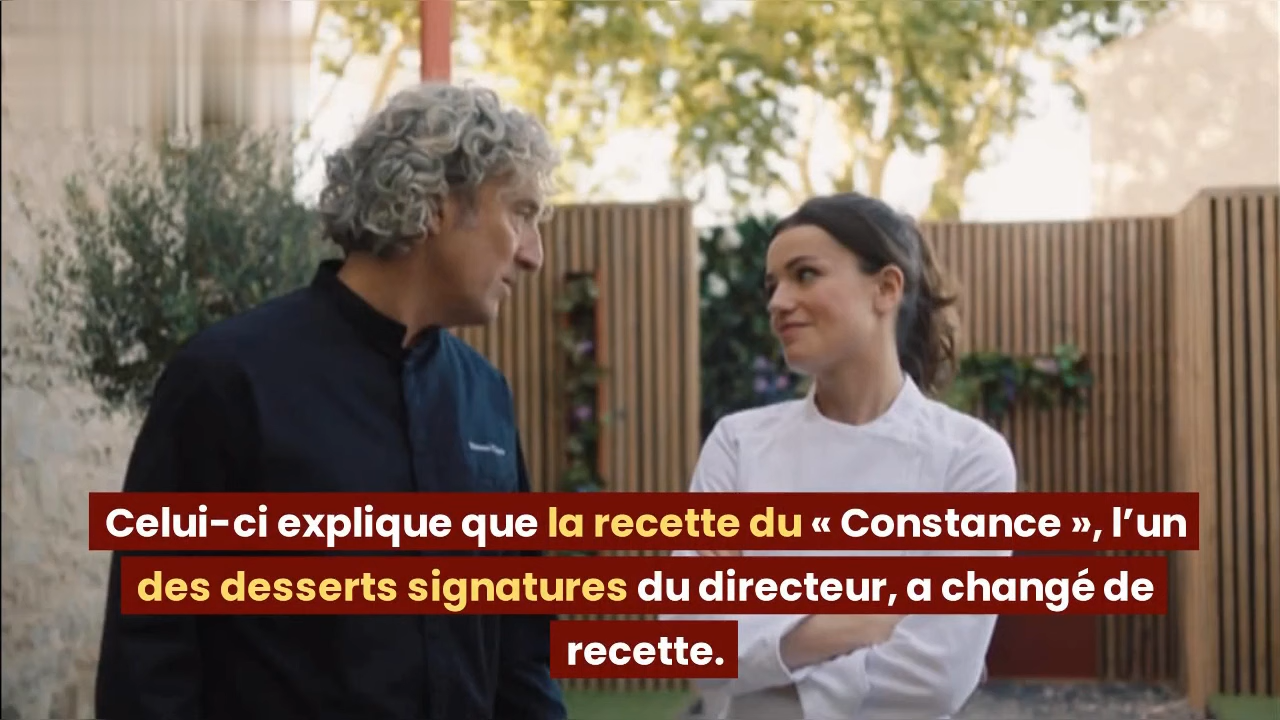 Celui-ci explique que la recette du « Constance », l’un
des desserts signatures du directeur, a changé de
recette.